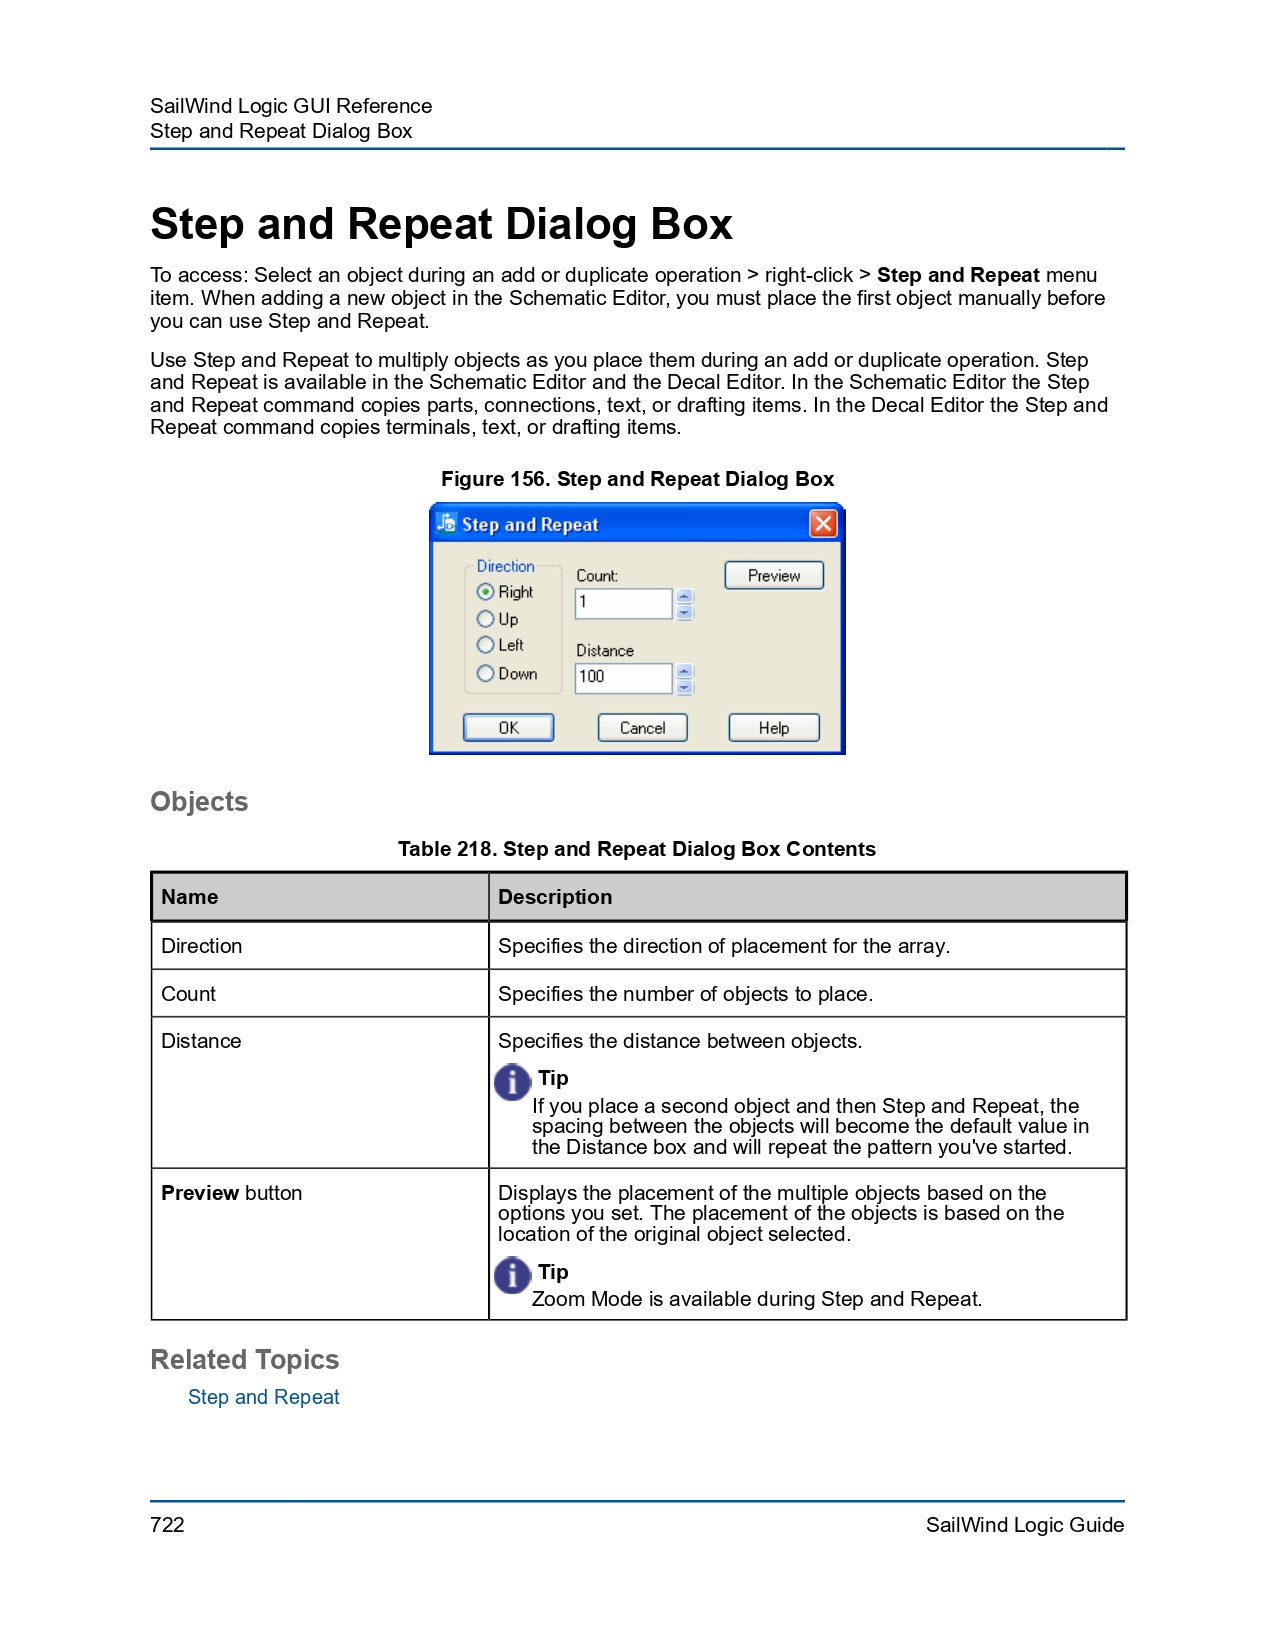 SailWind Logic GUI Reference
Step and Repeat Dialog Box
Step and Repeat Dialog Box
To access: Select an object during an add or duplicate operation > right-click > Step and Repeat menu
item. When adding a new object in the Schematic Editor, you must place the first object manually before
you can use Step and Repeat.
Use Step and Repeat to multiply objects as you place them during an add or duplicate operation. Step
and Repeat is available in the Schematic Editor and the Decal Editor. In the Schematic Editor the Step
and Repeat command copies parts, connections, text, or drafting items. In the Decal Editor the Step and
Repeat command copies terminals, text, or drafting items.
Figure 156. Step and Repeat Dialog Box
Step and Repeat
Direction
Right
Up
Left
Down
Count:
1
Distance
100
Preview
OK
Cancel
Help
Objects
Table 218. Step and Repeat Dialog Box Contents
Name
Description
Direction
Specifies the direction of placement for the array.
Count
Specifies the number of objects to place.
Distance
Specifies the distance between objects.
Tip
If you place a second object and then Step and Repeat, the
spacing between the objects will become the default value in
the Distance box and will repeat the pattern you've started.
Preview button
Displays the placement of the multiple objects based on the
options you set. The placement of the objects is based on the
location of the original object selected.
Tip
Zoom Mode is available during Step and Repeat.
Related Topics
Step and Repeat
722
SailWind Logic Guide